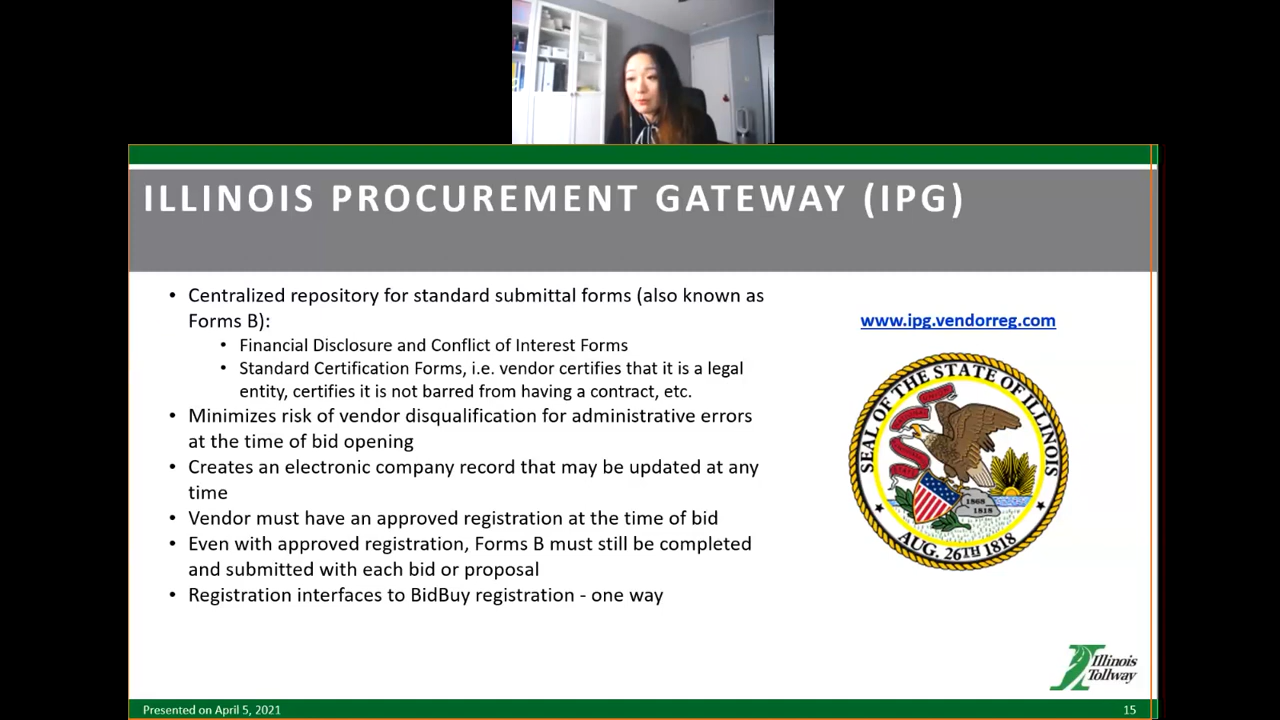 ILLINOIS PROCUREMENT GATEWAY (IPG)
• Centralized repository for standard submittal forms (also known as
Forms B):
• Financial Disclosure and Conflict of Interest Forms
• Standard Certification Forms, i.e. vendor certifies that it is a legal
entity, certifies it is not barred from having a contract, etc.
• Minimizes risk of vendor disqualification for administrative errors
at the time of bid opening
• Creates an electronic company record that may be updated at any
time
• Vendor must have an approved registration at the time of bid
• Even with approved registration, Forms B must still be completed
and submitted with each bid or proposal
• Registration interfaces to BidBuy registration - one way
www.ipg.vendorreg.com
SEAL OF THE STATE OF ILLINOIS
1868
1818
AUG. 26TH 1818
Illinois
Tollway
Presented on April 5, 2021
15